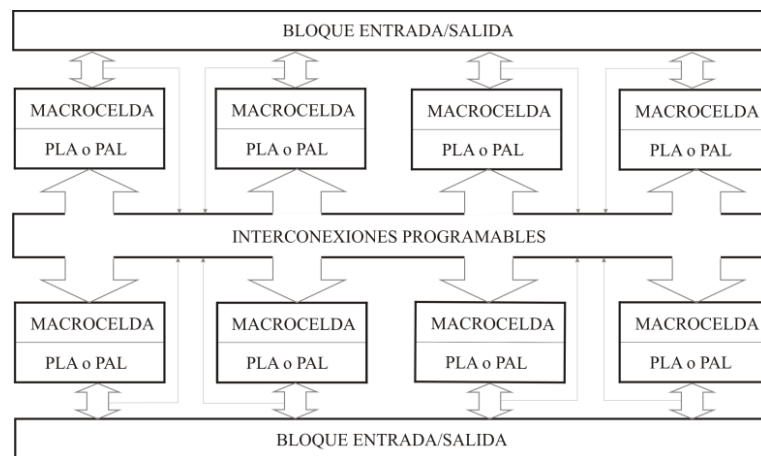 BLOQUE ENTRADA/SALIDA
MACROCELDA MACROCELDA MACROCELDA MACROCELDA
PLA o PAL PLA o PAL PLA o PAL PLA o PAL
INTERCONEXIONES PROGRAMABLES
MACROCELDA MACROCELDA MACROCELDA MACROCELDA
PLA o PAL PLA o PAL PLA o PAL PLA o PAL
BLOQUE ENTRADA/SALIDA